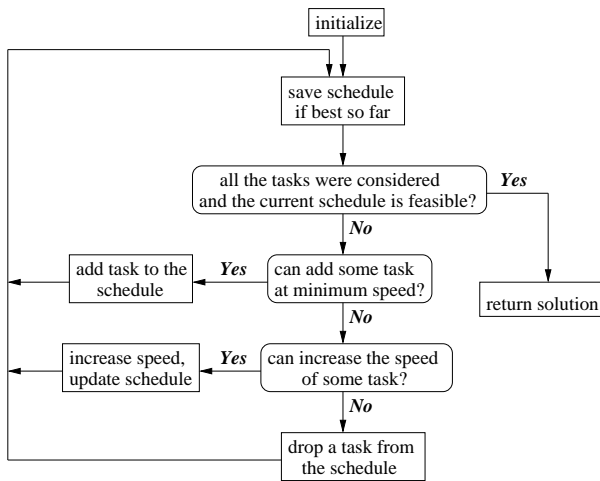 initialize
save schedule
if best so far
all the tasks were considered
and the current schedule is feasible?
Yes
No
add task to the
schedule
Yes
can add some task
at minimum speed?
return solution
No
increase speed,
update schedule
Yes
can increase the speed
of some task?
No
drop a task from
the schedule